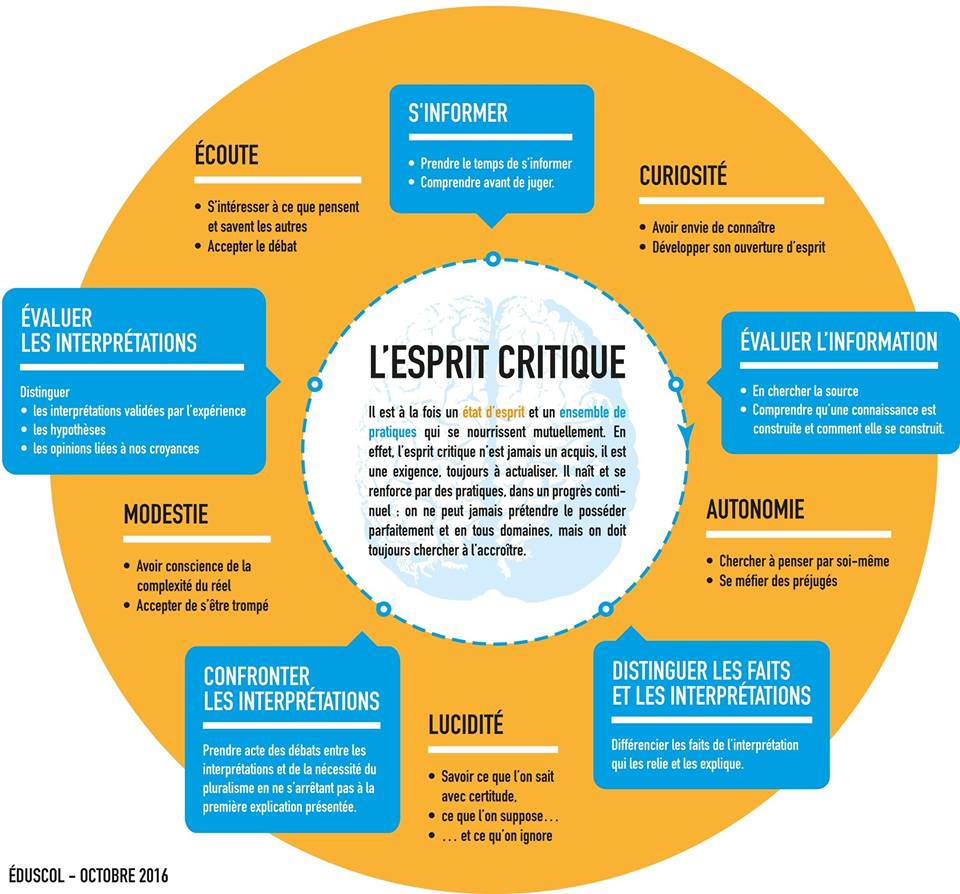 S'INFORMER
• Prendre le temps de s'informer
• Comprendre avant de juger.
ÉCOUTE
• S'intéresser à ce que pensent
et savent les autres
• Accepter le débat
CURIOSITÉ
• Avoir envie de connaître
• Développer son ouverture d'esprit
ÉVALUER
LES INTERPRÉTATIONS
Distinguer
• les interprétations validées par l'expérience
• les hypothèses
• les opinions liées à nos croyances
ÉVALUER L'INFORMATION
• En chercher la source
• Comprendre qu'une connaissance est
construite et comment elle se construit.
L'ESPRIT CRITIQUE
Il est à la fois un état d'esprit et un ensemble de
pratiques qui se nourrissent mutuellement. En
effet, l'esprit critique n'est jamais un acquis, il est
une exigence, toujours à actualiser. Il naît et se
renforce par des pratiques, dans un progrès conti-
nuel : on ne peut jamais prétendre le posséder
parfaitement et en tous domaines, mais on doit
toujours chercher à l'accroître.
MODESTIE
• Avoir conscience de la
complexité du réel
• Accepter de s'être trompé
AUTONOMIE
• Chercher à penser par soi-même
• Se méfier des préjugés
CONFRONTER
LES INTERPRÉTATIONS
Prendre acte des débats entre les
interprétations et de la nécessité du
pluralisme en ne s'arrêtant pas à la
première explication présentée.
LUCIDITÉ
• Savoir ce que l'on sait
avec certitude,
• ce que l'on suppose…
• … et ce qu'on ignore
DISTINGUER LES FAITS
ET LES INTERPRÉTATIONS
Différencier les faits de l'interprétation
qui les relie et les explique.
ÉDUSCOL - OCTOBRE 2016